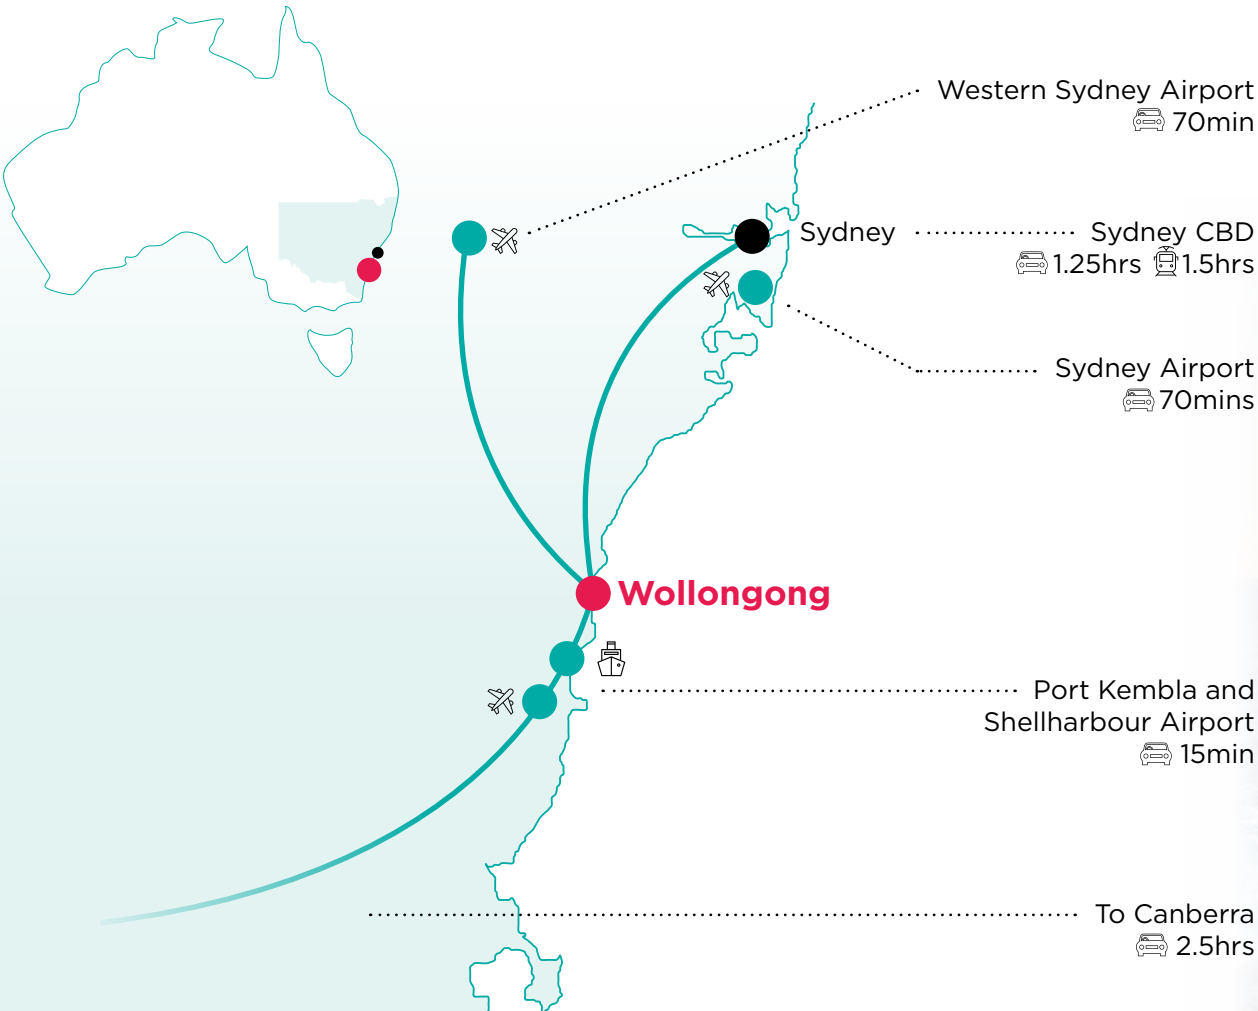 Western Sydney Airport
70min
Sydney
Sydney CBD
1.25hrs 1.5hrs
Sydney Airport
70mins
Wollongong
Port Kembla and
Shellharbour Airport
15min
To Canberra
2.5hrs